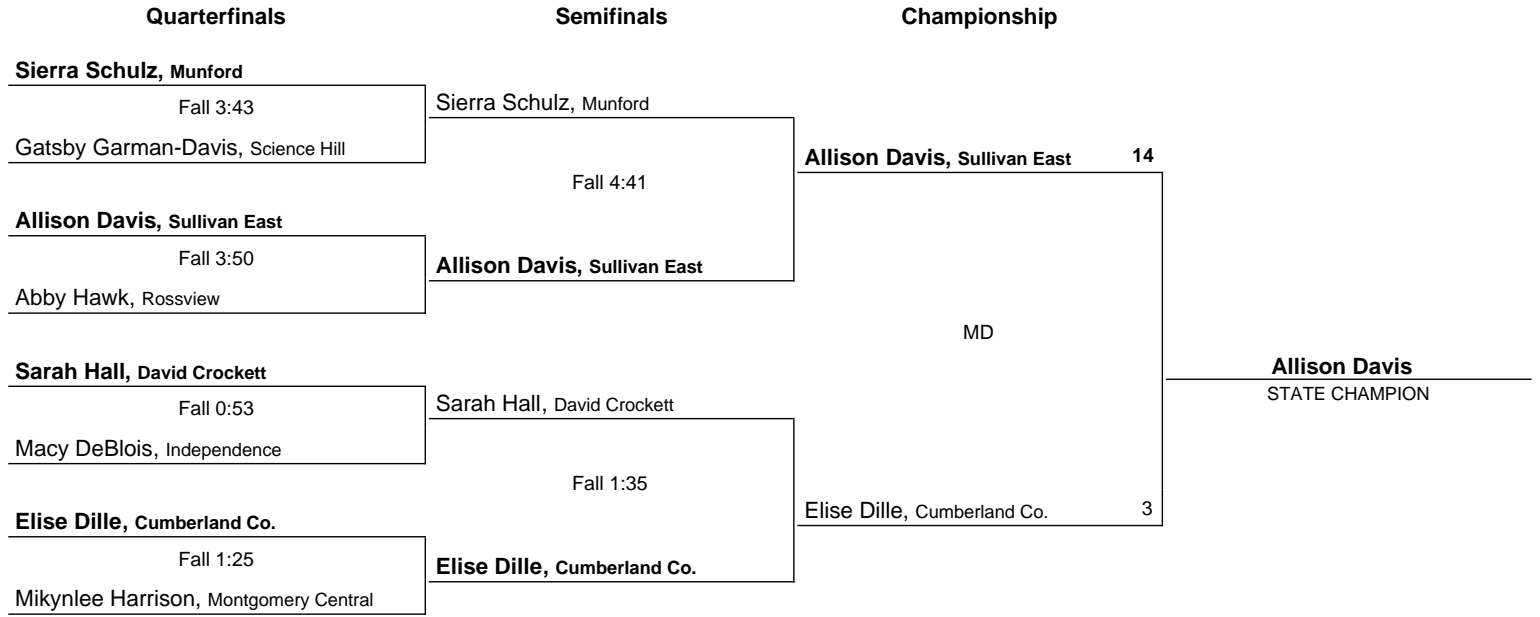 Quarterfinals Semifinals Championship
Sierra Schulz, Munford
Fall 3:43
Gatsby Garman-Davis, Science Hill
Allison Davis, Sullivan East
Fall 3:50
Abby Hawk, Rossview
Sarah Hall, David Crockett
Fall 0:53
Macy DeBlois, Independence
Elise Dille, Cumberland Co.
Fall 1:25
Mikynlee Harrison, Montgomery Central
Sierra Schulz, Munford
Fall 4:41
Allison Davis, Sullivan East
Sarah Hall, David Crockett
Fall 1:35
Elise Dille, Cumberland Co.
Allison Davis, Sullivan East 14
MD
Elise Dille, Cumberland Co. 3
Allison Davis
STATE CHAMPION